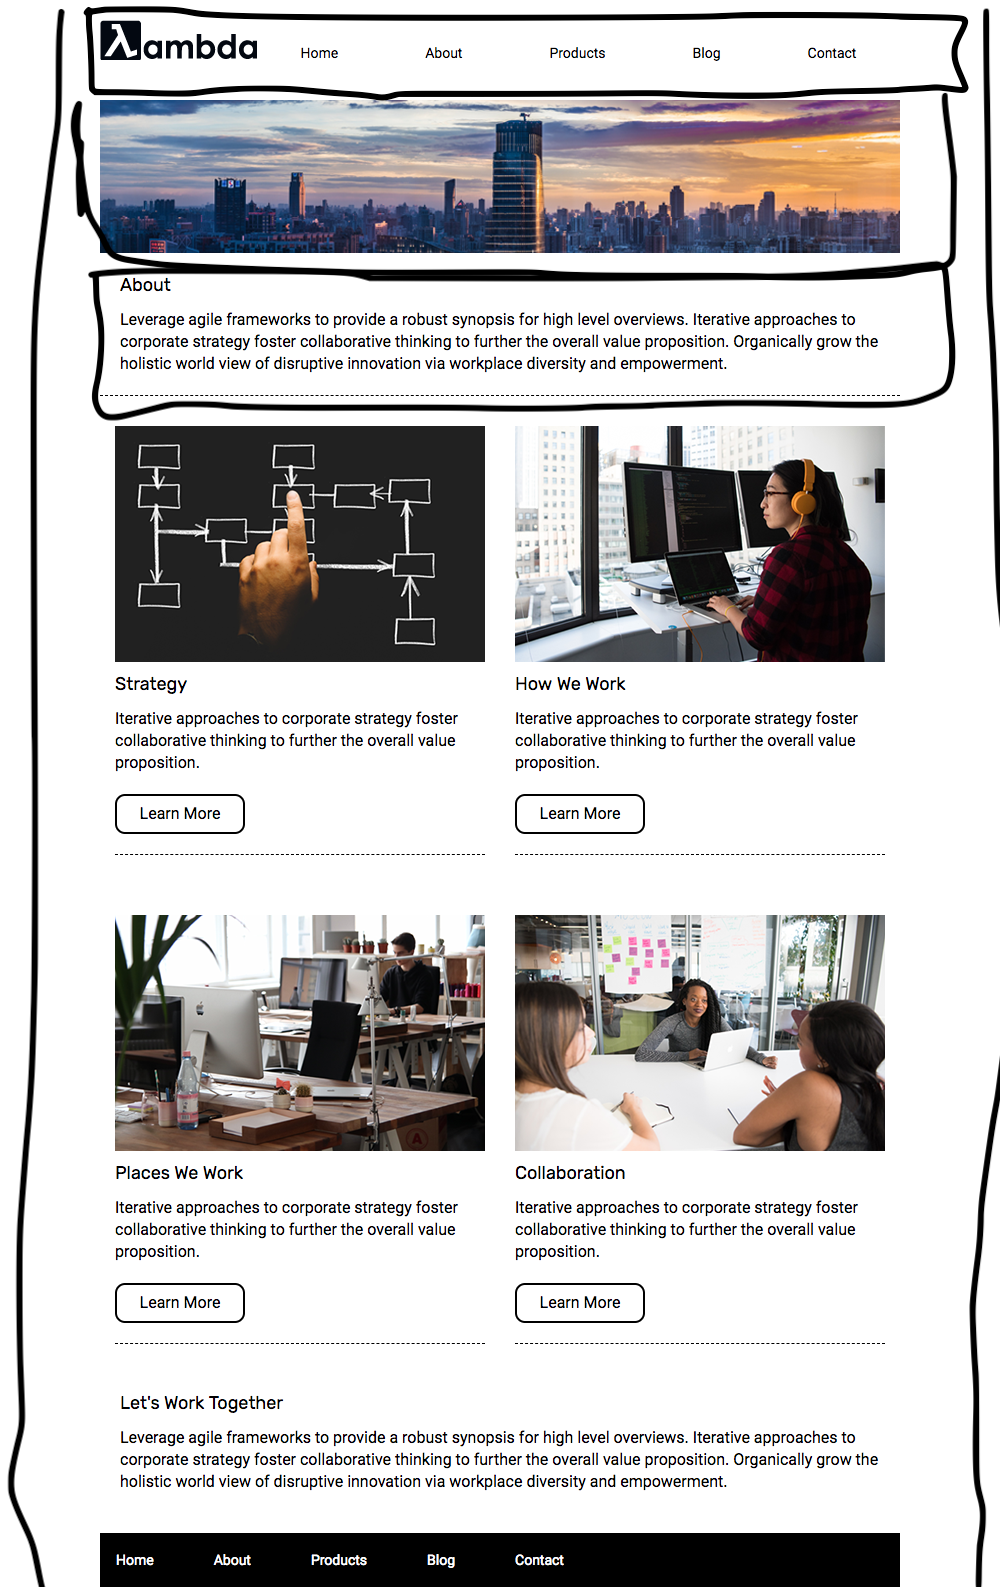 λambda
Home About Products Blog Contact
About
Leverage agile frameworks to provide a robust synopsis for high level overviews. Iterative approaches to
corporate strategy foster collaborative thinking to further the overall value proposition. Organically grow the
holistic world view of disruptive innovation via workplace diversity and empowerment.
Strategy
Iterative approaches to corporate strategy foster
collaborative thinking to further the overall value
proposition.
Learn More
How We Work
Iterative approaches to corporate strategy foster
collaborative thinking to further the overall value
proposition.
Learn More
Places We Work
Iterative approaches to corporate strategy foster
collaborative thinking to further the overall value
proposition.
Learn More
Collaboration
Iterative approaches to corporate strategy foster
collaborative thinking to further the overall value
proposition.
Learn More
Let's Work Together
Leverage agile frameworks to provide a robust synopsis for high level overviews. Iterative approaches to
corporate strategy foster collaborative thinking to further the overall value proposition. Organically grow the
holistic world view of disruptive innovation via workplace diversity and empowerment.
Home About Products Blog Contact